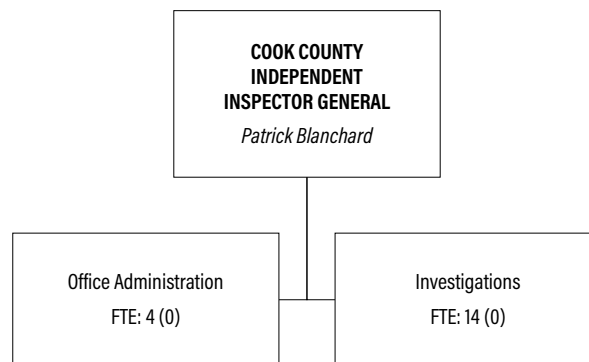 COOK COUNTY
INDEPENDENT
INSPECTOR GENERAL
Patrick Blanchard
Office Administration
FTE: 4 (0)
Investigations
FTE: 14 (0)